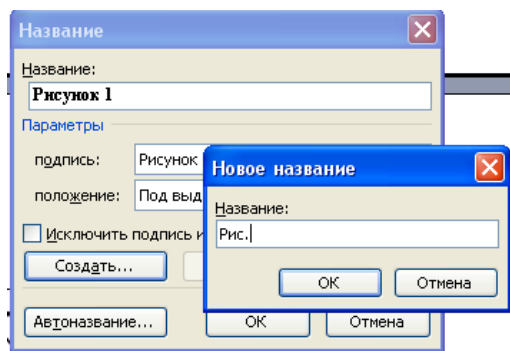 Название
Название:
Рисунок 1
Параметры
подпись: Рисунок
положение: Под выд
Исключить подпись и
Создать...
Автоназвание... ОК Отмена
Новое название
Название:
Рис.
ОК Отмена